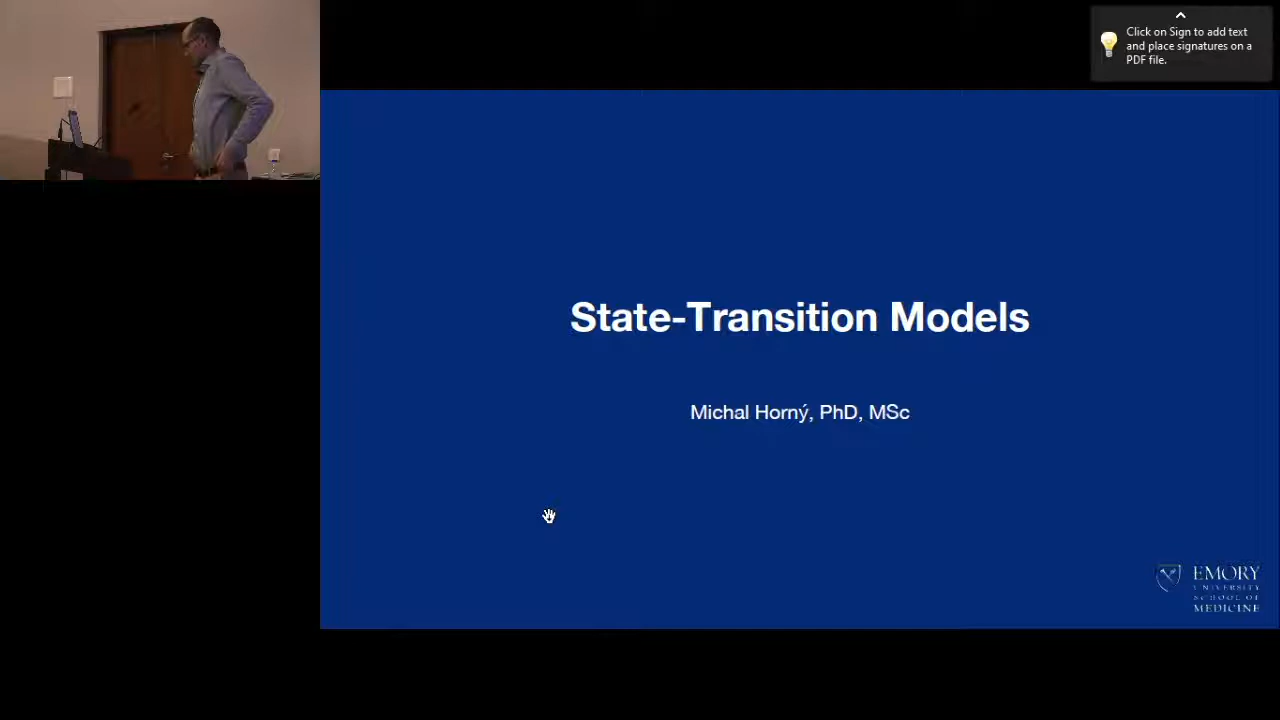 Click on Sign to add text
and place signatures on a
PDF file.
State-Transition Models
Michal Horný, PhD, MSc
EMORY
UNIVERSITY
SCHOOL OF
MEDICINE